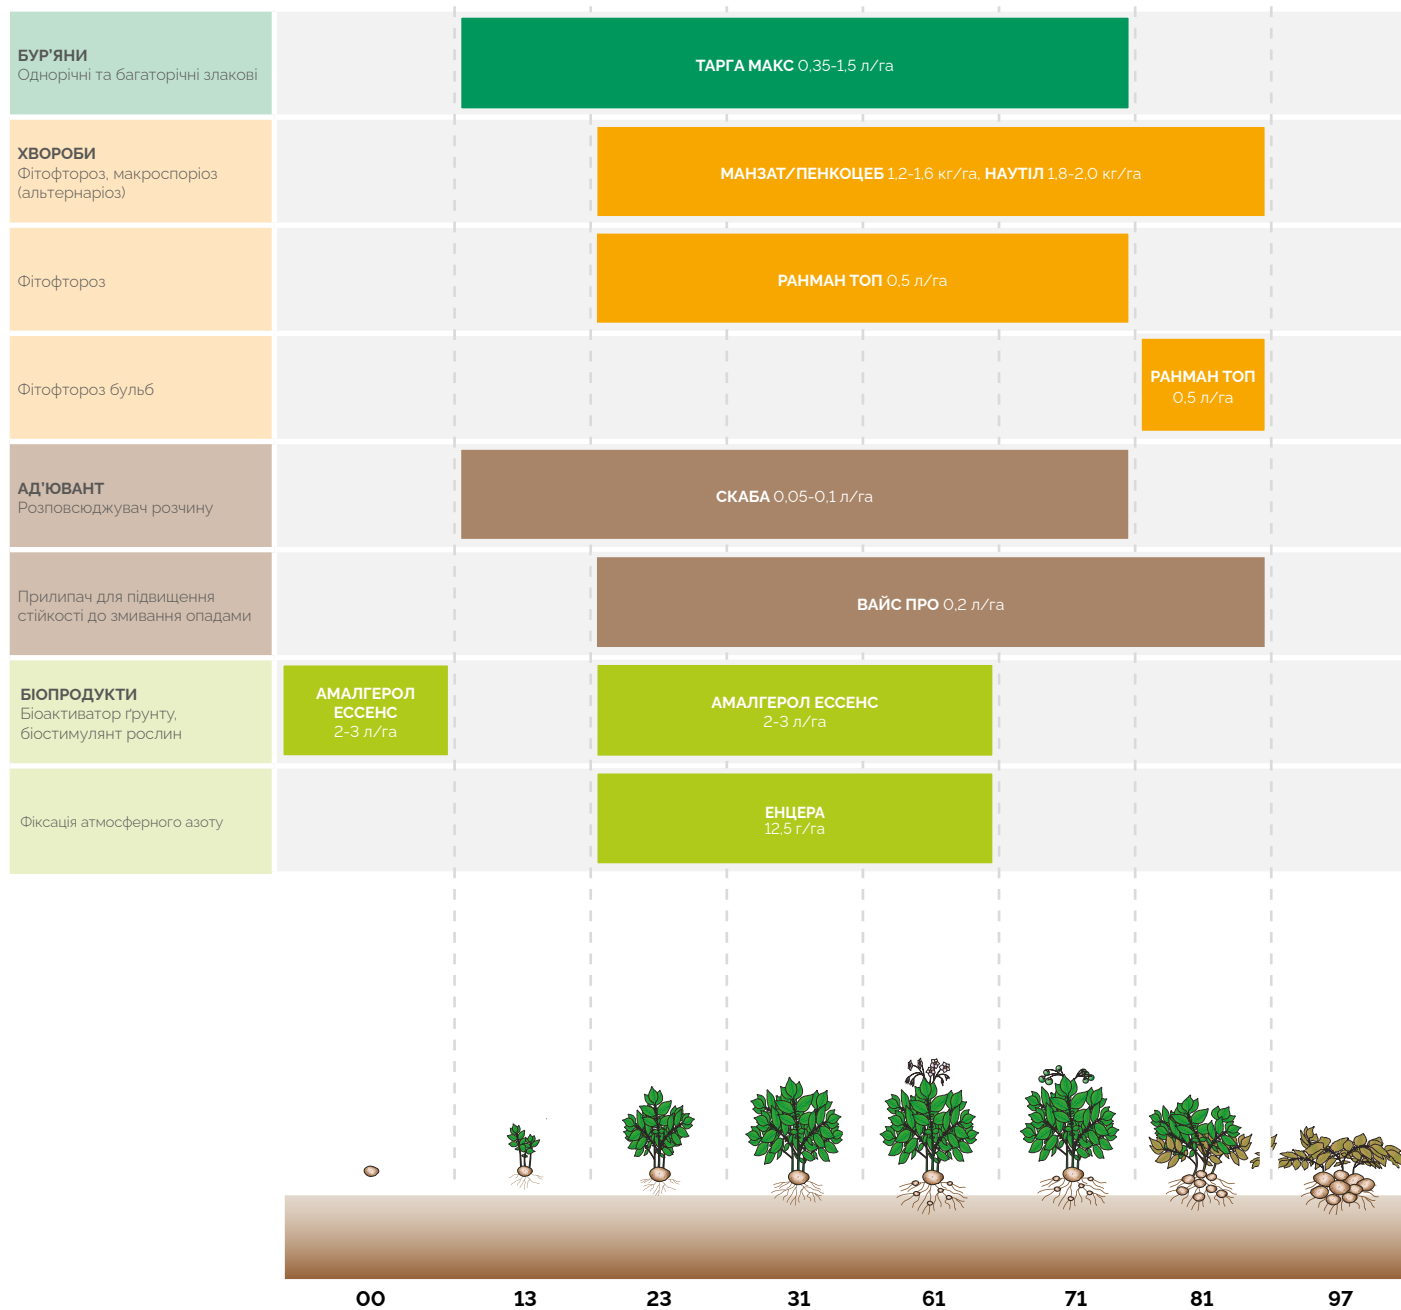 БУР’ЯНИ
Однорічні та багаторічні злакові
ТАРГА МАКС 0,35-1,5 л/га
ХВОРОБИ
Фітофтороз, макроспоріоз
(альтернаріоз)
МАНЗАТ/ПЕНКОЦЕБ 1,2-1,6 кг/га, НАУТІЛ 1,8-2,0 кг/га
Фітофтороз
РАНМАН ТОП 0,5 л/га
Фітофтороз бульб
РАНМАН ТОП
0,5 л/га
АД’ЮВАНТ
Розповсюджувач розчину
СКАБА 0,05-0,1 л/га
Прилипач для підвищення
стійкості до змивання опадами
ВАЙС ПРО 0,2 л/га
БІОПРОДУКТИ
Біоактиватор ґрунту,
біостимулянт рослин
АМАЛГЕРОЛ
ЕССЕНС
2-3 л/га
АМАЛГЕРОЛ ЕССЕНС
2-3 л/га
Фіксація атмосферного азоту
ЕНЦЕРА
12,5 г/га
00 13 23 31 61 71 81 97